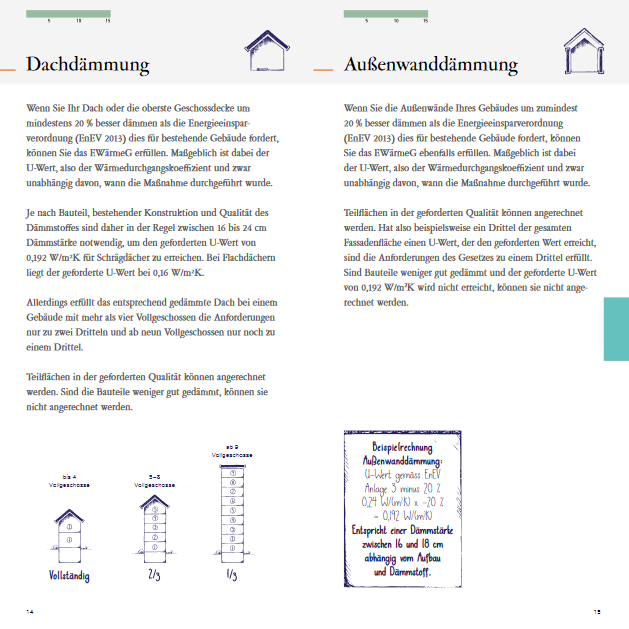 5 10 15
Dachdämmung
Wenn Sie Ihr Dach oder die oberste Geschossdecke um
mindestens 20 % besser dämmen als die Energieeinspar-
verordnung (EnEV 2013) dies für bestehende Gebäude fordert,
können Sie das EWärmeG erfüllen. Maßgeblich ist dabei der
U-Wert, also der Wärmedurchgangskoeffizient und zwar
unabhängig davon, wann die Maßnahme durchgeführt wurde.
Je nach Bauteil, bestehender Konstruktion und Qualität des
Dämmstoffes sind daher in der Regel zwischen 16 bis 24 cm
Dämmstärke notwendig, um den geforderten U-Wert von
0,192 W/m²K für Schrägdächer zu erreichen. Bei Flachdächern
liegt der geforderte U-Wert bei 0,16 W/m²K.
Allerdings erfüllt das entsprechend gedämmte Dach bei einem
Gebäude mit mehr als vier Vollgeschossen die Anforderungen
nur zu zwei Dritteln und ab neun Vollgeschossen nur noch zu
einem Drittel.
Teilflächen in der geforderten Qualität können angerechnet
werden. Sind die Bauteile weniger gut gedämmt, können sie
nicht angerechnet werden.
bis 4
Vollgeschosse
Vollständig
5–8
Vollgeschosse
2/3
ab 9
Vollgeschosse
1/3
14
5 10 15
Außenwanddämmung
Wenn Sie die Außenwände Ihres Gebäudes um zumindest
20 % besser dämmen als die Energieeinsparverordnung
(EnEV 2013) dies für bestehende Gebäude fordert, können
Sie das EWärmeG ebenfalls erfüllen. Maßgeblich ist dabei
der U-Wert, also der Wärmedurchgangskoeffizient und zwar
unabhängig davon, wann die Maßnahme durchgeführt wurde.
Teilflächen in der geforderten Qualität können angerechnet
werden. Hat also beispielsweise ein Drittel der gesamten
Fassadenfläche einen U-Wert, der den geforderten Wert erreicht,
sind die Anforderungen des Gesetzes zu einem Drittel erfüllt.
Sind Bauteile weniger gut gedämmt und der geforderte U-Wert
von 0,192 W/m²K wird nicht erreicht, können sie nicht ange-
rechnet werden.
Beispielrechnung
Außenwanddämmung:
U-Wert gemäss EnEV
Anlage 3 minus 20 %
0,24 W/(m²K) x -20 %
= 0,192 W/(m²K)
Entspricht einer Dämmstärke
zwischen 16 und 18 cm
abhängig vom Aufbau
und Dämmstoff.
15